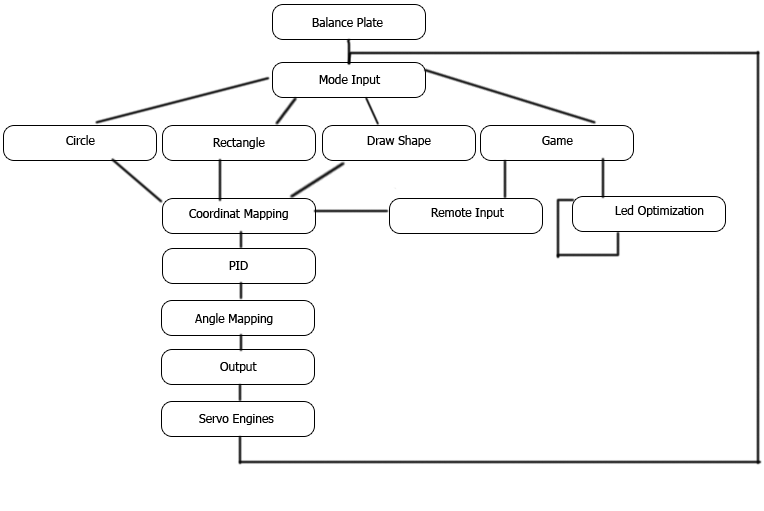 Balance Plate
Mode Input
Circle
Rectangle
Draw Shape
Game
Coordinat Mapping
Remote Input
Led Optimization
PID
Angle Mapping
Output
Servo Engines